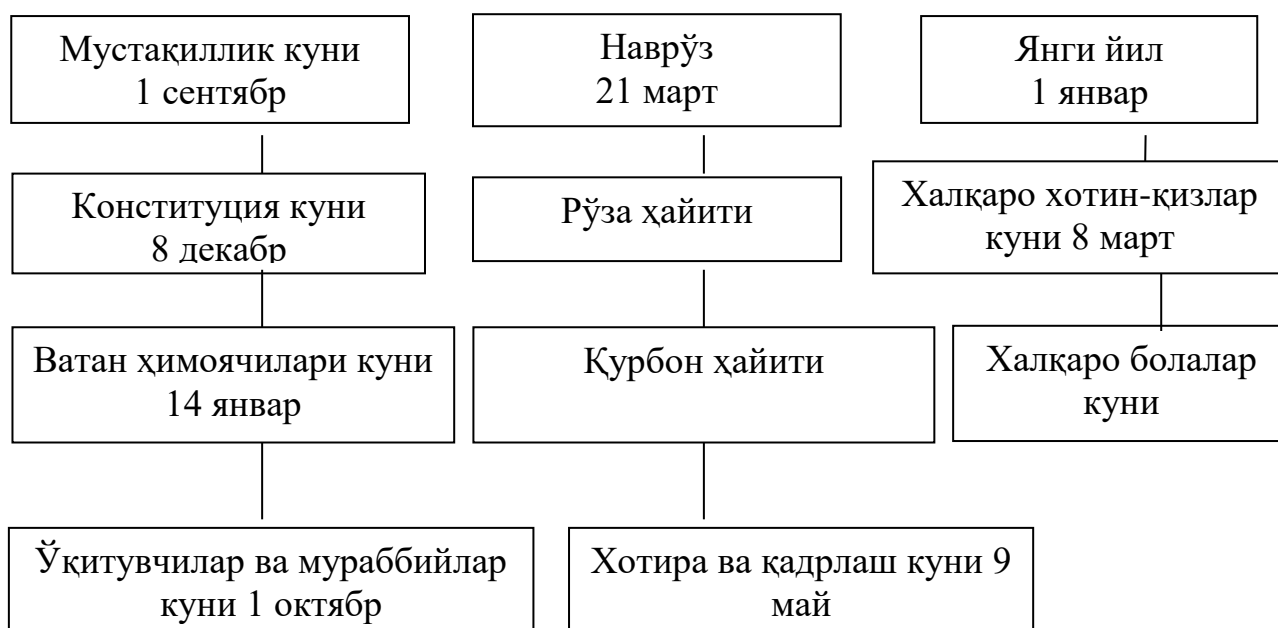 Мустақиллик куни
1 сентябр
Наврўз
21 март
Янги йил
1 январ
Конституция куни
8 декабр
Рўза ҳайити
Халқаро хотин-қизлар
куни 8 март
Ватан ҳимоячилари куни
14 январ
Қурбон ҳайити
Халқаро болалар
куни
Ўқитувчилар ва мураббийлар
куни 1 октябр
Хотира ва қадрлаш куни 9
май